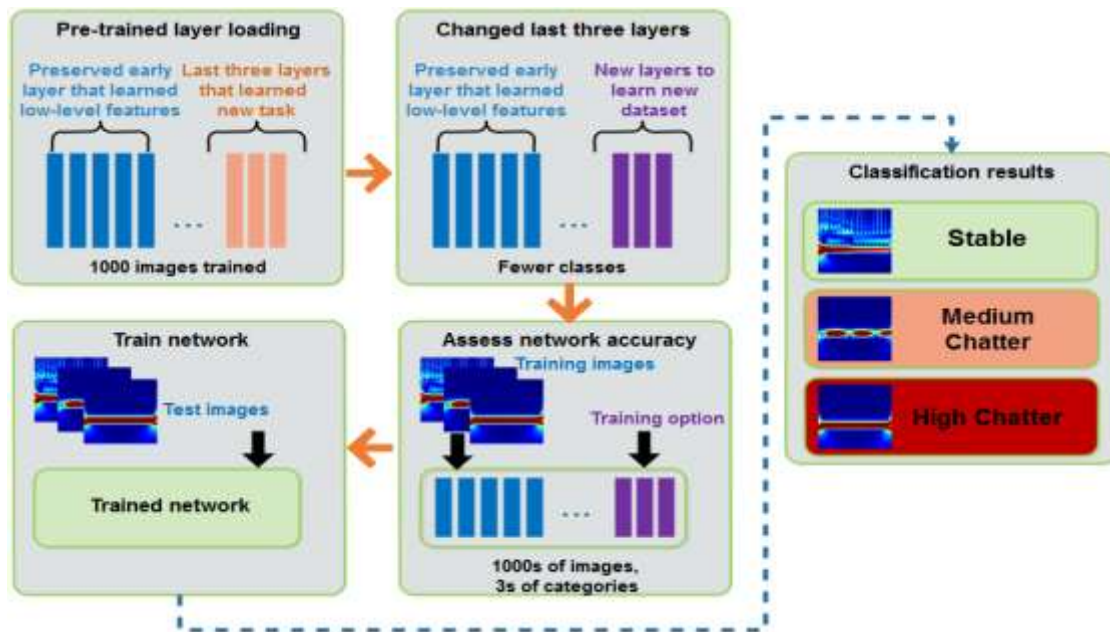 Pre-trained layer loading
Preserved early
layer that learned
low-level features
Last three layers
that learned
new task
...
1000 images trained
Changed last three layers
Preserved early
layer that learned
low-level features
New layers to
learn new
dataset
...
Fewer classes
Assess network accuracy
Training images
Training option
...
1000s of images,
3s of categories
Train network
Test images
Trained network
Classification results
Stable
Medium
Chatter
High Chatter